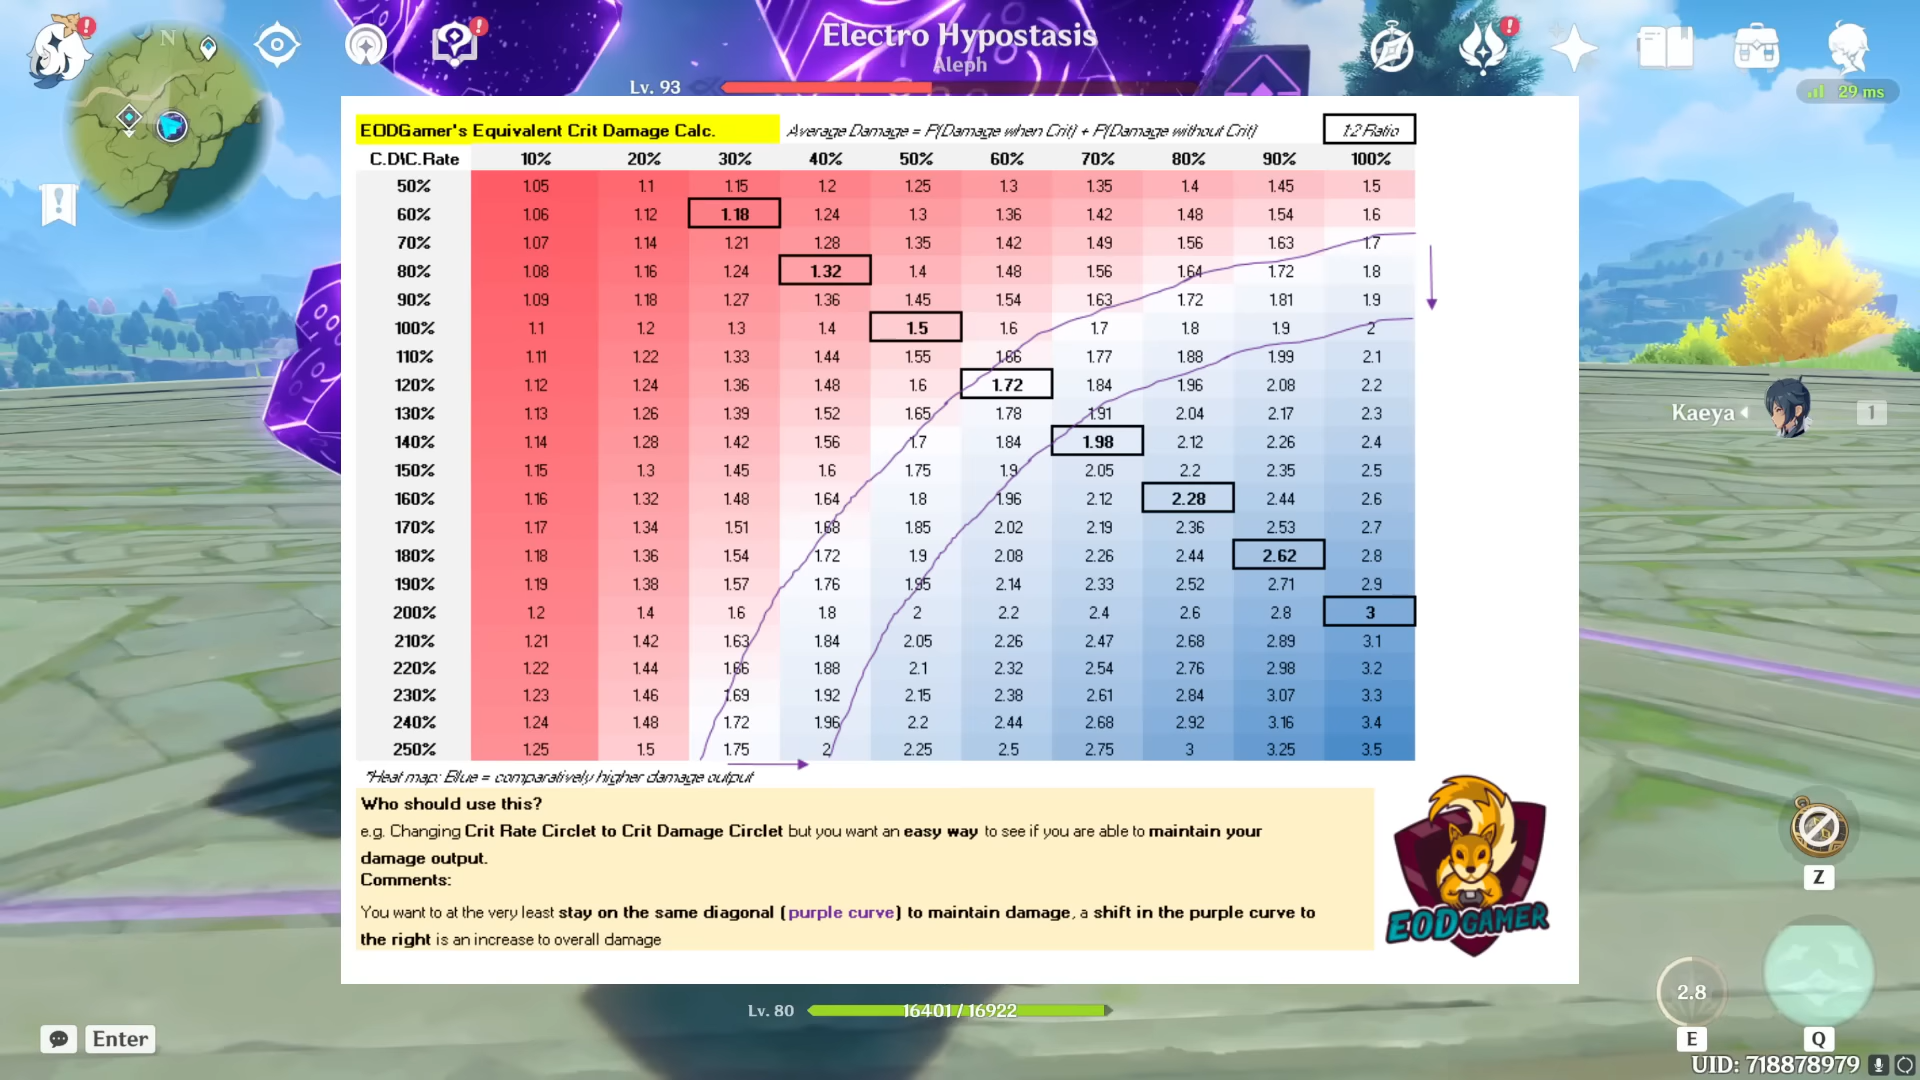 N
Electro Hypostasis
Aleph
Lv. 93
29 ms
EODGamer's Equivalent Crit Damage Calc. Average Damage = P(Damage when Crit) + P(Damage without Crit) 1:2 Ratio
C.D\C.Rate 10% 20% 30% 40% 50% 60% 70% 80% 90% 100%
50% 1.05 1.1 1.15 1.2 1.25 1.3 1.35 1.4 1.45 1.5
60% 1.06 1.12 1.18 1.24 1.3 1.36 1.42 1.48 1.54 1.6
70% 1.07 1.14 1.21 1.28 1.35 1.42 1.49 1.56 1.63 1.7
80% 1.08 1.16 1.24 1.32 1.4 1.48 1.56 1.64 1.72 1.8
90% 1.09 1.18 1.27 1.36 1.45 1.54 1.63 1.72 1.81 1.9
100% 1.1 1.2 1.3 1.4 1.5 1.6 1.7 1.8 1.9 2
110% 1.11 1.22 1.33 1.44 1.55 1.66 1.77 1.88 1.99 2.1
120% 1.12 1.24 1.36 1.48 1.6 1.72 1.84 1.96 2.08 2.2
130% 1.13 1.26 1.39 1.52 1.65 1.78 1.91 2.04 2.17 2.3
140% 1.14 1.28 1.42 1.56 1.7 1.84 1.98 2.12 2.26 2.4
150% 1.15 1.3 1.45 1.6 1.75 1.9 2.05 2.2 2.35 2.5
160% 1.16 1.32 1.48 1.64 1.8 1.96 2.12 2.28 2.44 2.6
170% 1.17 1.34 1.51 1.68 1.85 2.02 2.19 2.36 2.53 2.7
180% 1.18 1.36 1.54 1.72 1.9 2.08 2.26 2.44 2.62 2.8
190% 1.19 1.38 1.57 1.76 1.95 2.14 2.33 2.52 2.71 2.9
200% 1.2 1.4 1.6 1.8 2 2.2 2.4 2.6 2.8 3
210% 1.21 1.42 1.63 1.84 2.05 2.26 2.47 2.68 2.89 3.1
220% 1.22 1.44 1.66 1.88 2.1 2.32 2.54 2.76 2.98 3.2
230% 1.23 1.46 1.69 1.92 2.15 2.38 2.61 2.84 3.07 3.3
240% 1.24 1.48 1.72 1.96 2.2 2.44 2.68 2.92 3.16 3.4
250% 1.25 1.5 1.75 2 2.25 2.5 2.75 3 3.25 3.5
*Heat map: Blue = comparatively higher damage output
Who should use this?
e.g. Changing Crit Rate Circlet to Crit Damage Circlet but you want an easy way to see if you are able to maintain your
damage output.
Comments:
You want to at the very least stay on the same diagonal (purple curve) to maintain damage, a shift in the purple curve to
the right is an increase to overall damage
EODGAMER
Kaeya
1
Z
2.8
E
Q
Lv. 80
16401 / 16922
Enter
UID: 718878979